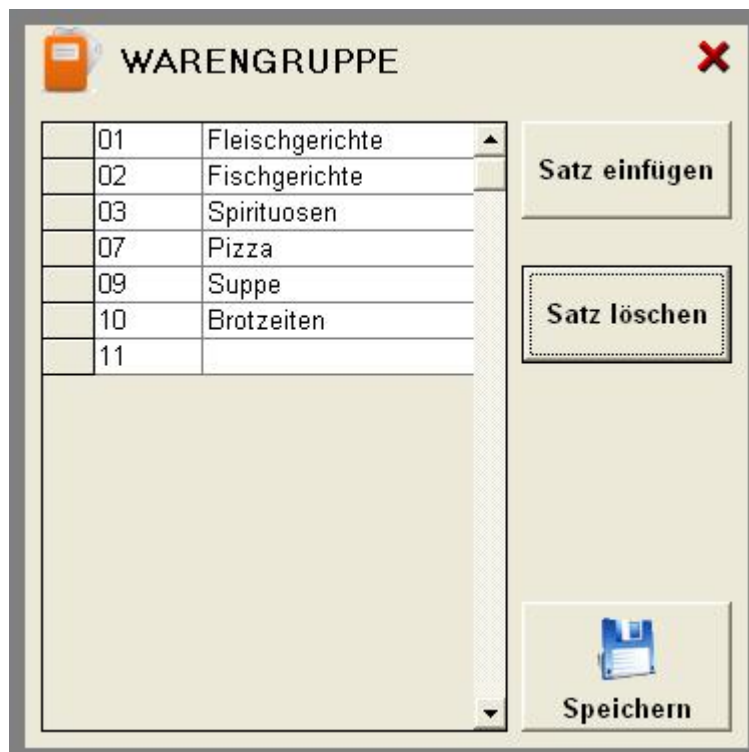 WARENGRUPPE
01 Fleischgerichte
02 Fischgerichte
03 Spirituosen
07 Pizza
09 Suppe
10 Brotzeiten
11
Satz einfügen
Satz löschen
Speichern